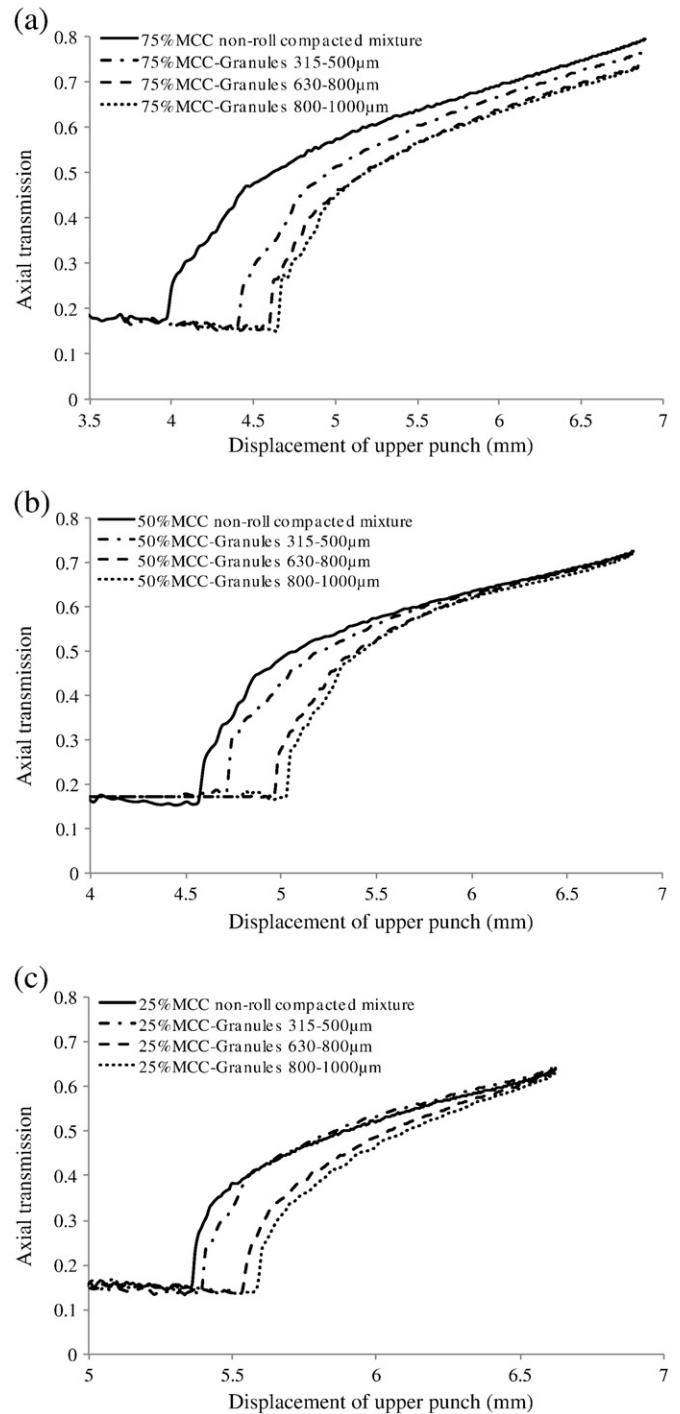 (a)
0.8
0.7
0.6
0.5
0.4
0.3
0.2
0.1
0
Axial transmission
75%MCC non-roll compacted mixture
75%MCC-Granules 315-500µm
75%MCC-Granules 630-800µm
75%MCC-Granules 800-1000µm
3.5 4 4.5 5 5.5 6 6.5 7
Displacement of upper punch (mm)
(b)
0.8
0.7
0.6
0.5
0.4
0.3
0.2
0.1
0
Axial transmission
50%MCC non-roll compacted mixture
50%MCC-Granules 315-500µm
50%MCC-Granules 630-800µm
50%MCC-Granules 800-1000µm
4 4.5 5 5.5 6 6.5 7
Displacement of upper punch (mm)
(c)
0.8
0.7
0.6
0.5
0.4
0.3
0.2
0.1
0
Axial transmission
25%MCC non-roll compacted mixture
25%MCC-Granules 315-500µm
25%MCC-Granules 630-800µm
25%MCC-Granules 800-1000µm
5 5.5 6 6.5 7
Displacement of upper punch (mm)